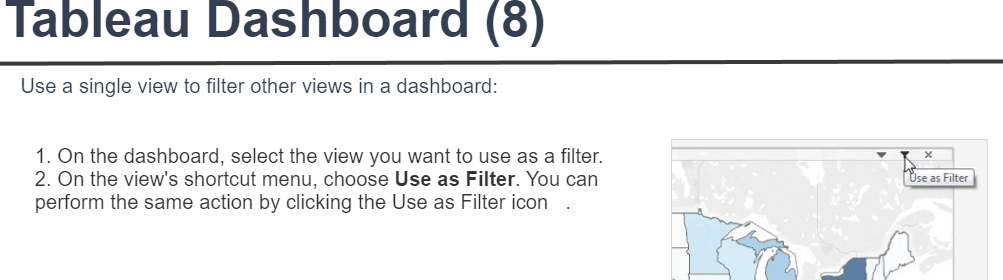 Tableau Dashboard (8)
Use a single view to filter other views in a dashboard:
1. On the dashboard, select the view you want to use as a filter.
2. On the view's shortcut menu, choose Use as Filter. You can
perform the same action by clicking the Use as Filter icon .
Use as Filter